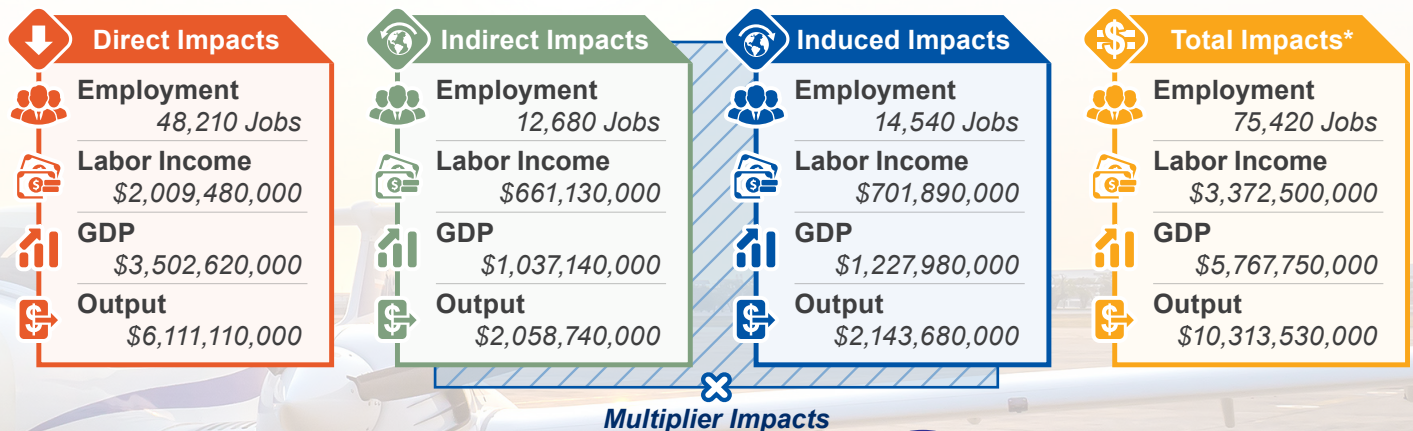 Direct Impacts
Employment
48,210 Jobs
Labor Income
$2,009,480,000
GDP
$3,502,620,000
Output
$6,111,110,000
Indirect Impacts
Employment
12,680 Jobs
Labor Income
$661,130,000
GDP
$1,037,140,000
Output
$2,058,740,000
Induced Impacts
Employment
14,540 Jobs
Labor Income
$701,890,000
GDP
$1,227,980,000
Output
$2,143,680,000
Total Impacts*
Employment
75,420 Jobs
Labor Income
$3,372,500,000
GDP
$5,767,750,000
Output
$10,313,530,000
Multiplier Impacts